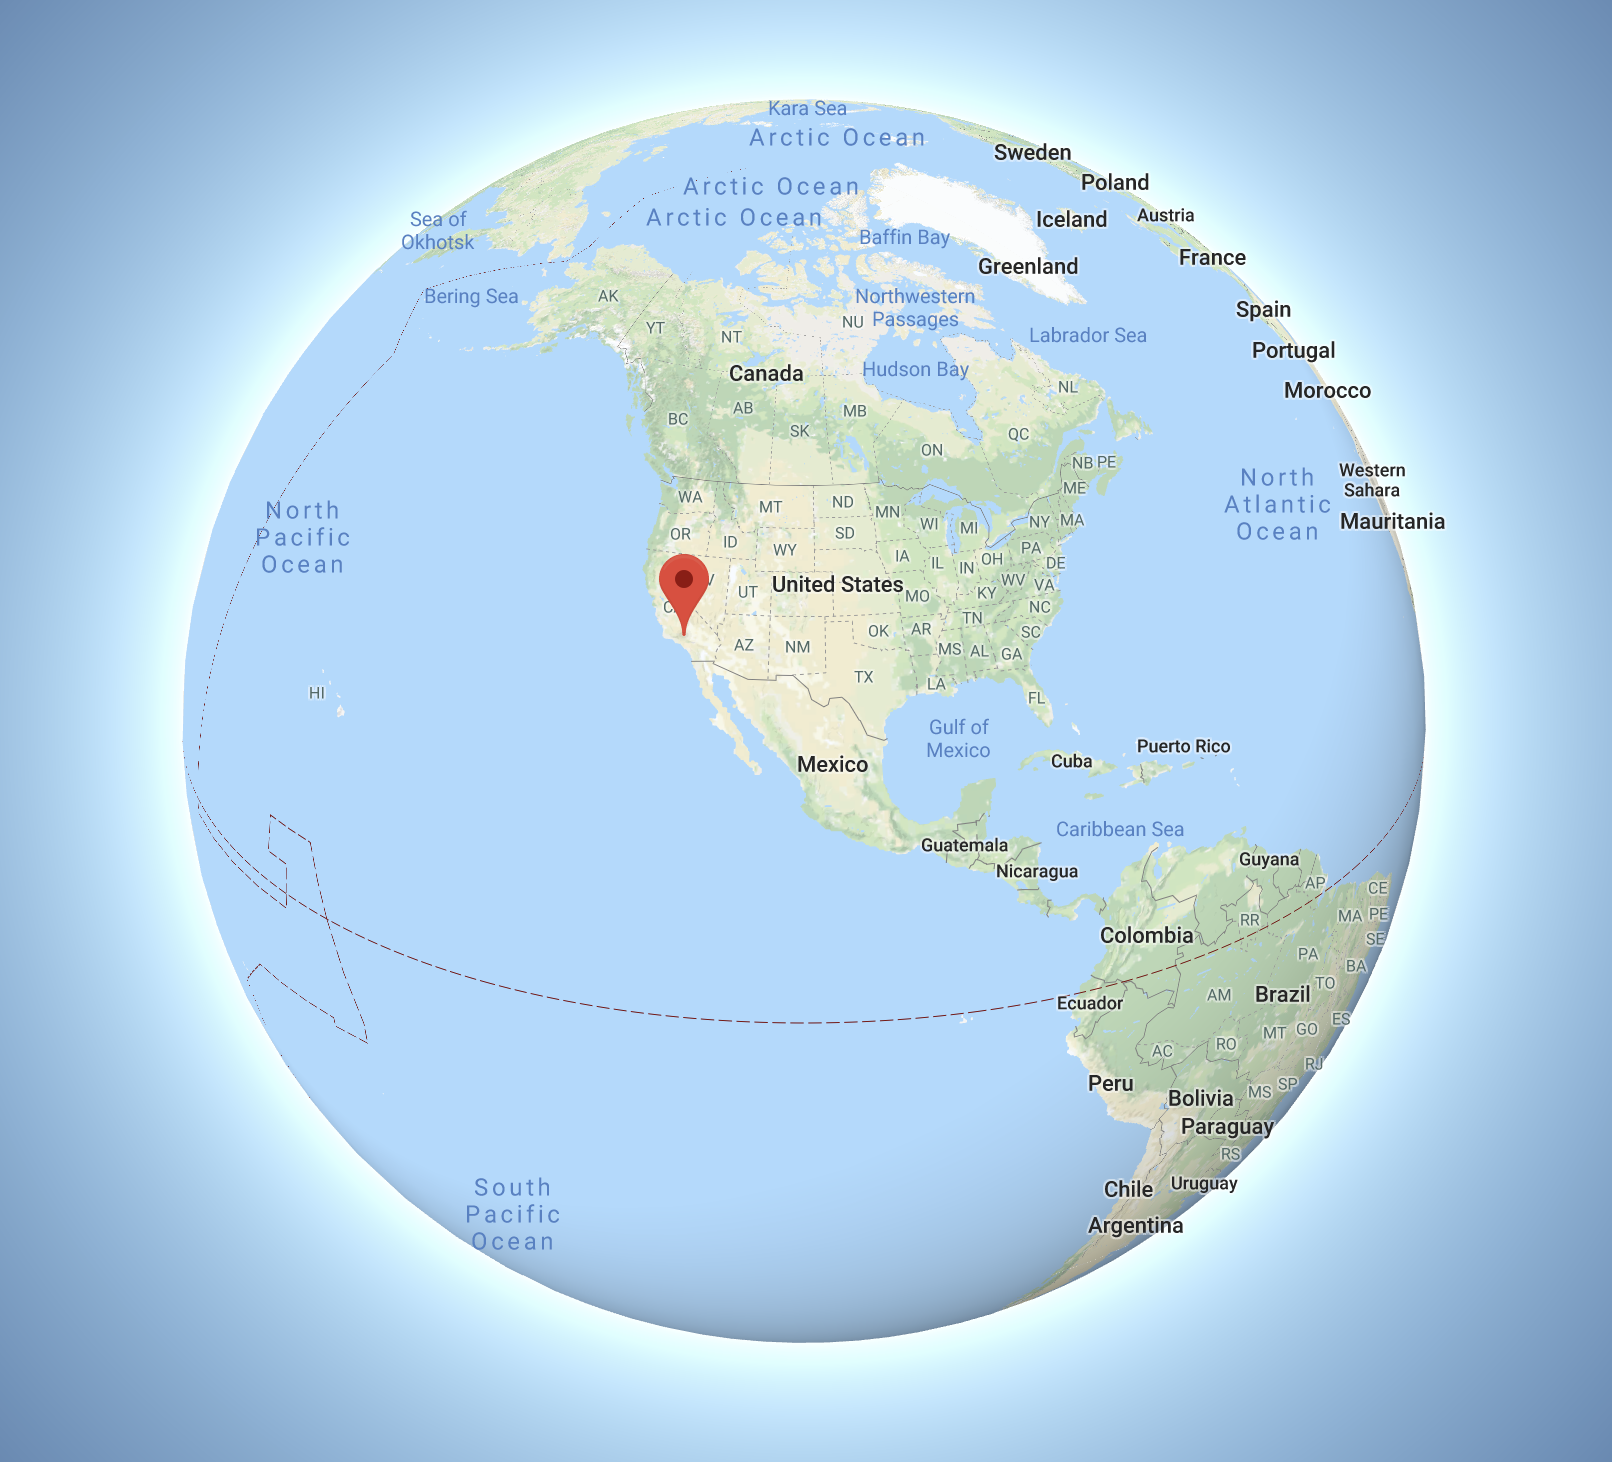 Kara Sea
Arctic Ocean
Sweden
Poland
Arctic Ocean
Arctic Ocean
Iceland
Austria
Sea of
Okhotsk
Baffin Bay
France
Greenland
Bering Sea
AK
Northwestern
Passages
Spain
YT
NT
NU
Labrador Sea
Portugal
Canada
Hudson Bay
NL
Morocco
BC
AB
SK
MB
ON
QC
NB
PE
Western
Sahara
North
Atlantic
Ocean
Mauritania
North
Pacific
Ocean
WA
MT
ND
MN
ME
OR
ID
WY
SD
WI
MI
NY
MA
IA
IL
IN
OH
PA
DE
UT
United States
MO
KY
WV
VA
NC
AZ
NM
OK
AR
TN
SC
MS
AL
GA
TX
LA
FL
HI
Gulf of
Mexico
Mexico
Cuba
Puerto Rico
Caribbean Sea
Guatemala
Nicaragua
Guyana
AP
CE
RR
MA
PE
SE
Colombia
PA
BA
TO
AM
Brazil
Ecuador
ES
MT
GO
RO
AC
RJ
Peru
Bolivia
MS
SP
Paraguay
RS
Chile
Uruguay
Argentina
South
Pacific
Ocean